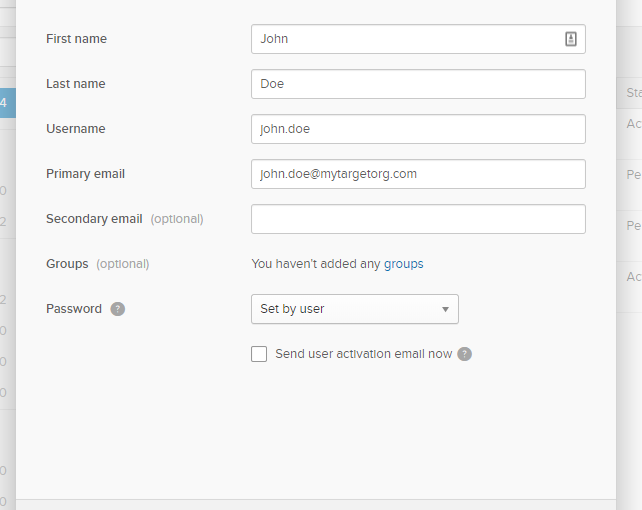 First name John
Last name Doe
Username john.doe
Primary email john.doe@mytargetorg.com
Secondary email (optional)
Groups (optional) You haven't added any groups
Password ? Set by user
Send user activation email now ?
4
0
2
2
0
0
0
0
0
Sta
Ac
Pe
Pe
Ac